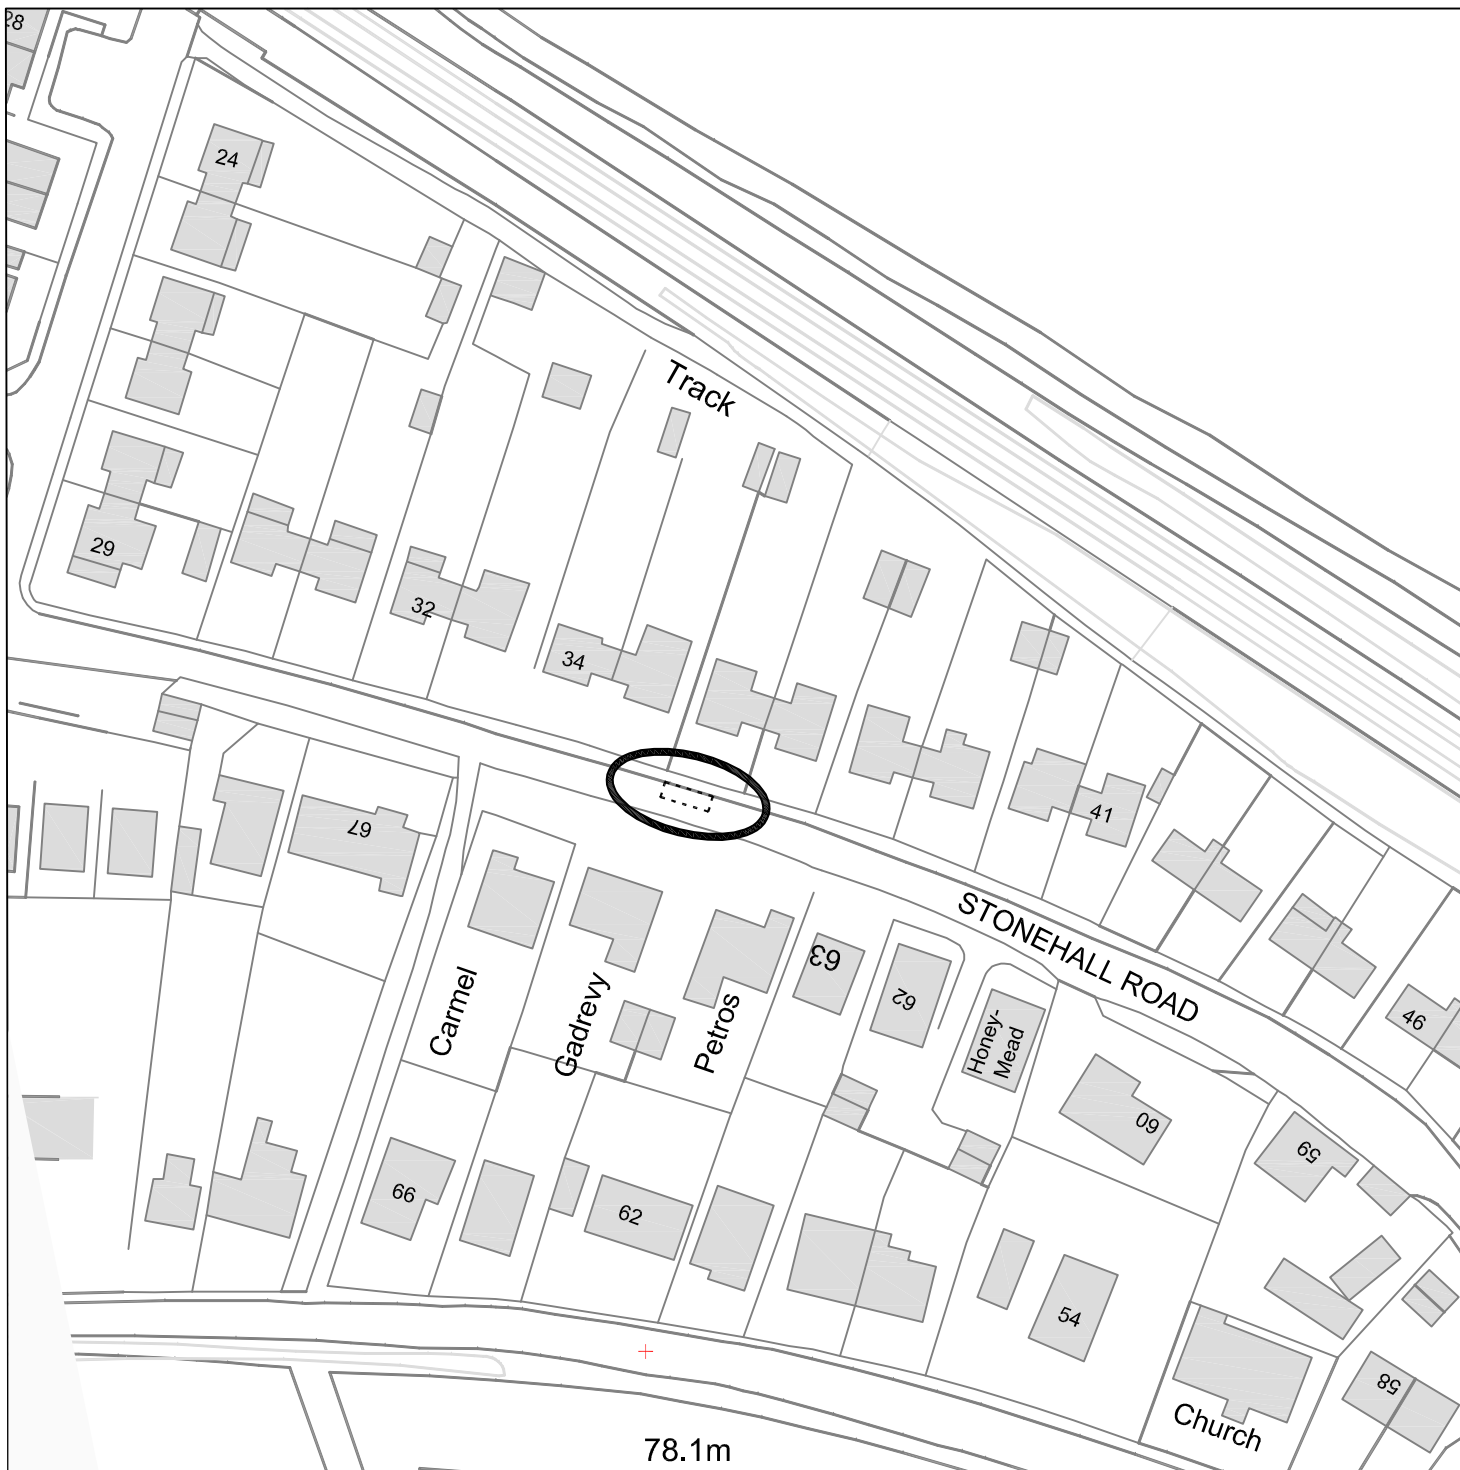 28
24
Track
29
32
34
67
41
STONEHALL ROAD
63
62
46
Carmel
Gadrevy
Petros
Honey-
Mead
60
59
66
62
54
58
Church
78.1m